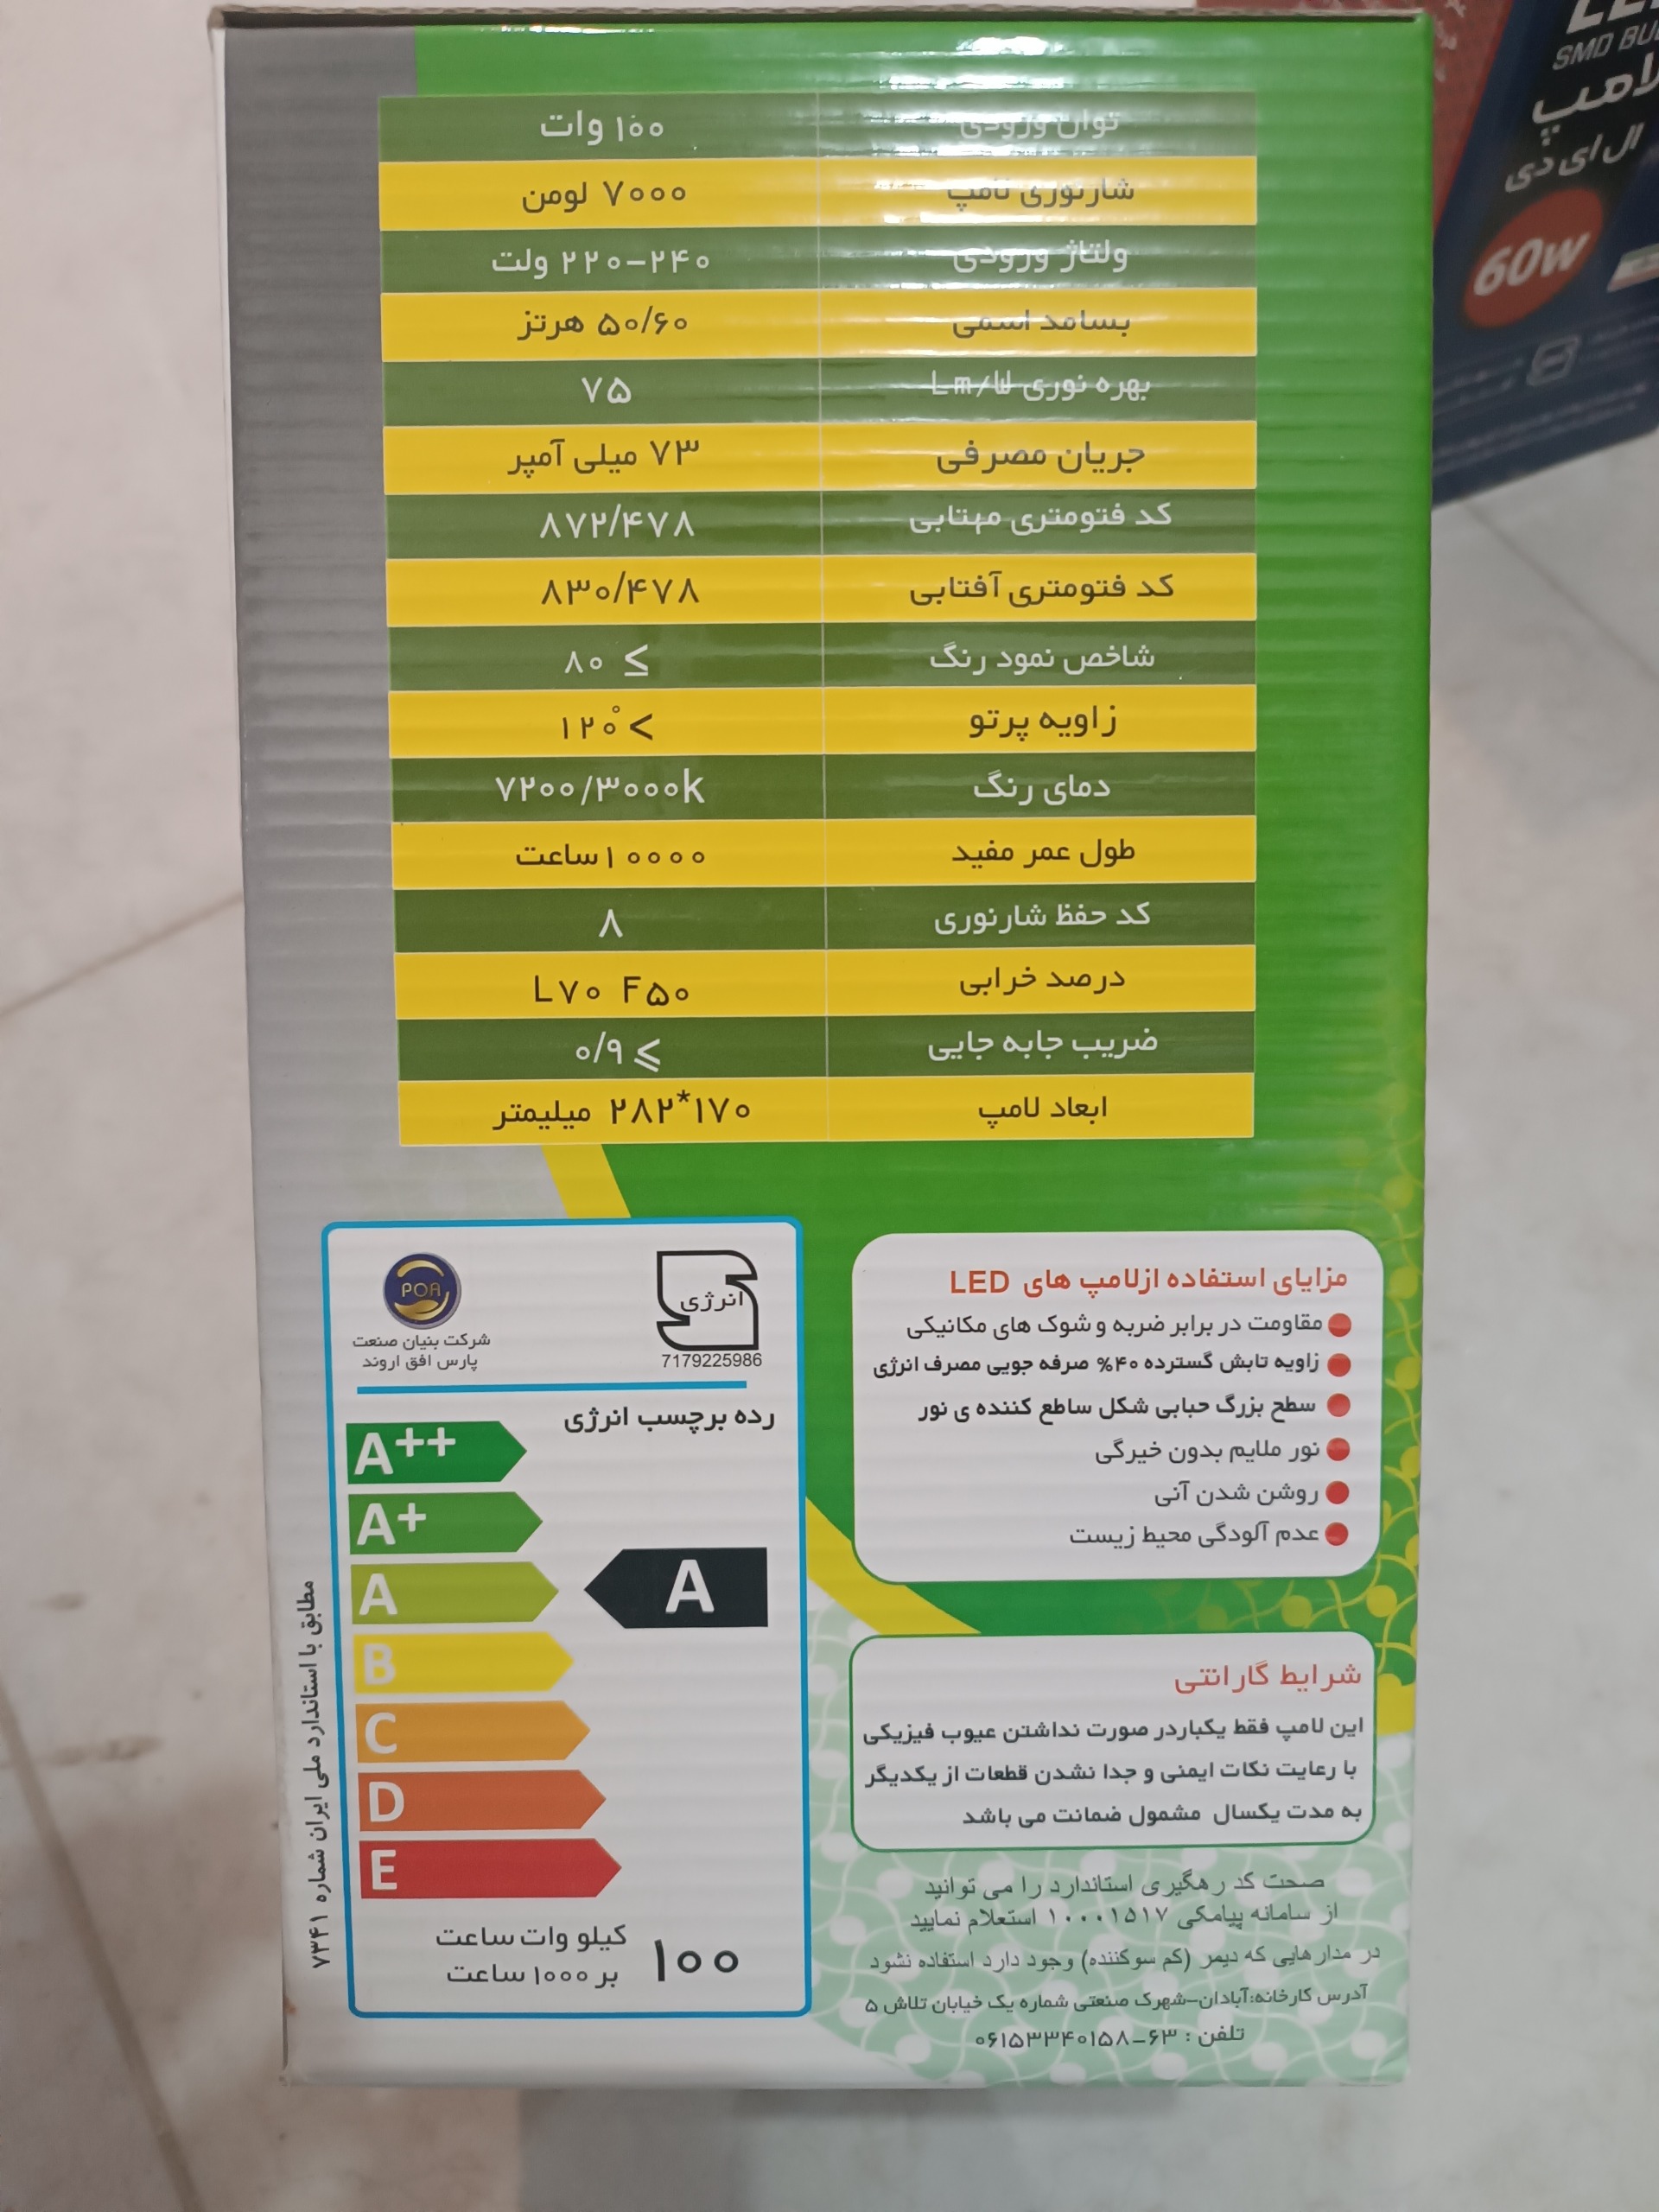 توان ورودی ۱۰۰ وات
شارنوری لامپ ۷۰۰۰ لومن
ولتاژ ورودی ۲۲۰-۲۴۰ ولت
بسامد اسمی ۵۰/۶۰ هرتز
بهره نوری Lm/W ۷۵
جریان مصرفی ۷۳ میلی آمپر
کد فتومتری مهتابی ۸۷۲/۴۷۸
کد فتومتری آفتابی ۸۳۰/۴۷۸
شاخص نمود رنگ ≥ ۸۰
زاویه پرتو > ۱۲۰°
دمای رنگ ۷۲۰۰/۳۰۰۰k
طول عمر مفید ۱۰۰۰۰ساعت
کد حفظ شارنوری ۸
درصد خرابی L۷۰ F۵۰
ضریب جابه جایی ⩾ ۰/۹
ابعاد لامپ ۲۸۲*۱۷۰ میلیمتر
مزایای استفاده ازلامپ های LED
مقاومت در برابر ضربه و شوک های مکانیکی
زاویه تابش گسترده ۴۰% صرفه جویی مصرف انرژی
سطح بزرگ حبابی شکل ساطع کننده ی نور
نور ملایم بدون خیرگی
روشن شدن آنی
عدم آلودگی محیط زیست
شرایط گارانتی
این لامپ فقط یکباردر صورت نداشتن عیوب فیزیکی
با رعایت نکات ایمنی و جدا نشدن قطعات از یکدیگر
به مدت یکسال مشمول ضمانت می باشد
صحت کد رهگیری استاندارد را می توانید
از سامانه پیامکی ۱۰۰۰۱۵۱۷ استعلام نمایید
در مدارهایی که دیمر (کم سوکننده) وجود دارد استفاده نشود
آدرس کارخانه:آبادان-شهرک صنعتی شماره یک خیابان تلاش ۵
تلفن : ۶۳-۰۶۱۵۳۳۴۰۱۵۸
انرژی
7179225986
POA
شرکت بنیان صنعت
پارس افق اروند
رده برچسب انرژی
A++
A+
A
A
B
C
D
E
۱۰۰
کیلو وات ساعت
بر ۱۰۰۰ ساعت
مطابق با استاندارد ملی ایران شماره ۷۳۴۱
SMD
لامپ
ال ای دی
60w